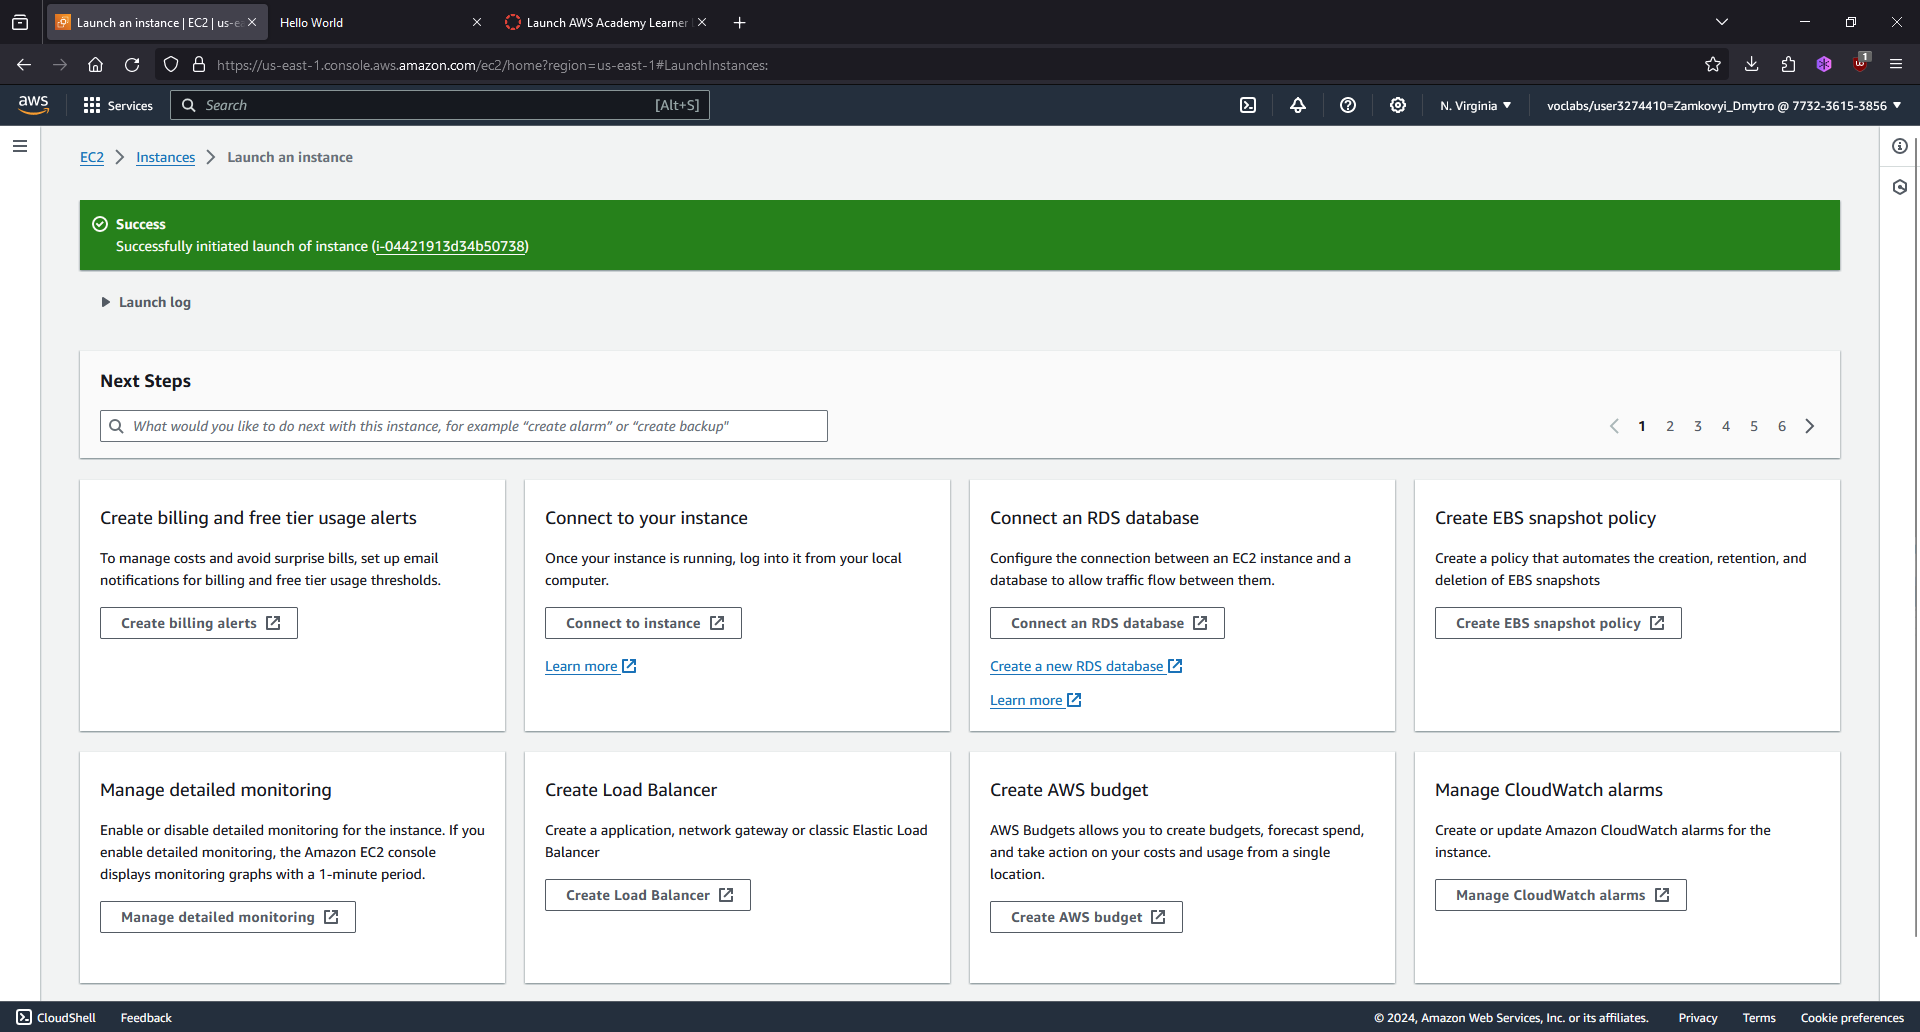 Launch an instance | EC2 | us-ea
Hello World
Launch AWS Academy Learner
https://us-east-1.console.aws.amazon.com/ec2/home?region=us-east-1#LaunchInstances:
1
aws
Services
Search
[Alt+S]
N. Virginia
voclabs/user3274410=Zamkovyi_Dmytro @ 7732-3615-3856
EC2
Instances
Launch an instance
Success
Successfully initiated launch of instance (i-04421913d34b50738)
Launch log
Next Steps
What would you like to do next with this instance, for example “create alarm” or “create backup”
1 2 3 4 5 6
Create billing and free tier usage alerts
To manage costs and avoid surprise bills, set up email
notifications for billing and free tier usage thresholds.
Create billing alerts
Connect to your instance
Once your instance is running, log into it from your local
computer.
Connect to instance
Learn more
Connect an RDS database
Configure the connection between an EC2 instance and a
database to allow traffic flow between them.
Connect an RDS database
Create a new RDS database
Learn more
Create EBS snapshot policy
Create a policy that automates the creation, retention, and
deletion of EBS snapshots
Create EBS snapshot policy
Manage detailed monitoring
Enable or disable detailed monitoring for the instance. If you
enable detailed monitoring, the Amazon EC2 console
displays monitoring graphs with a 1-minute period.
Manage detailed monitoring
Create Load Balancer
Create a application, network gateway or classic Elastic Load
Balancer
Create Load Balancer
Create AWS budget
AWS Budgets allows you to create budgets, forecast spend,
and take action on your costs and usage from a single
location.
Create AWS budget
Manage CloudWatch alarms
Create or update Amazon CloudWatch alarms for the
instance.
Manage CloudWatch alarms
CloudShell
Feedback
© 2024, Amazon Web Services, Inc. or its affiliates.
Privacy
Terms
Cookie preferences